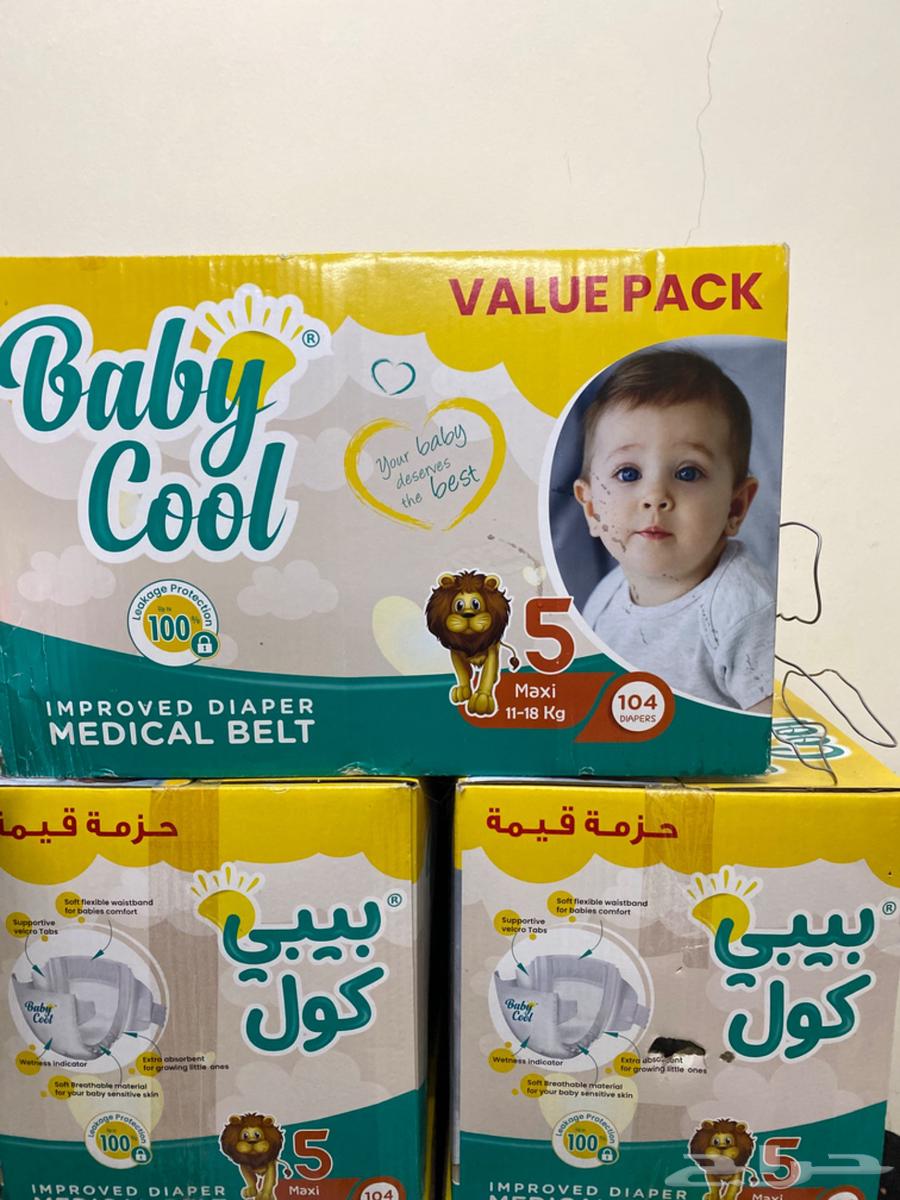 VALUE PACK
Baby
Cool
®
Your baby
deserves
the best
Leakage Protection
Up to
100%
5
Maxi
11-18 Kg
104
DIAPERS
IMPROVED DIAPER
MEDICAL BELT
حزمة قيمة
®
بيبي
كول
Soft flexible waistband
for babies comfort
Supportive
velcro Tabs
Baby
Cool
Wetness indicator
Extra absorbent
for growing little ones
Soft Breathable material
for your baby sensitive skin
Leakage Protection
100%
5
Maxi
104
IMPROVED DIAPER
حزمة قيمة
®
بيبي
كول
Soft flexible waistband
for babies comfort
Supportive
velcro Tabs
Baby
Cool
Wetness indicator
Extra absorbent
for growing little ones
Soft Breathable material
for your baby sensitive skin
Leakage Protection
100%
5
Maxi
IMPROVED DIAPER
حراج